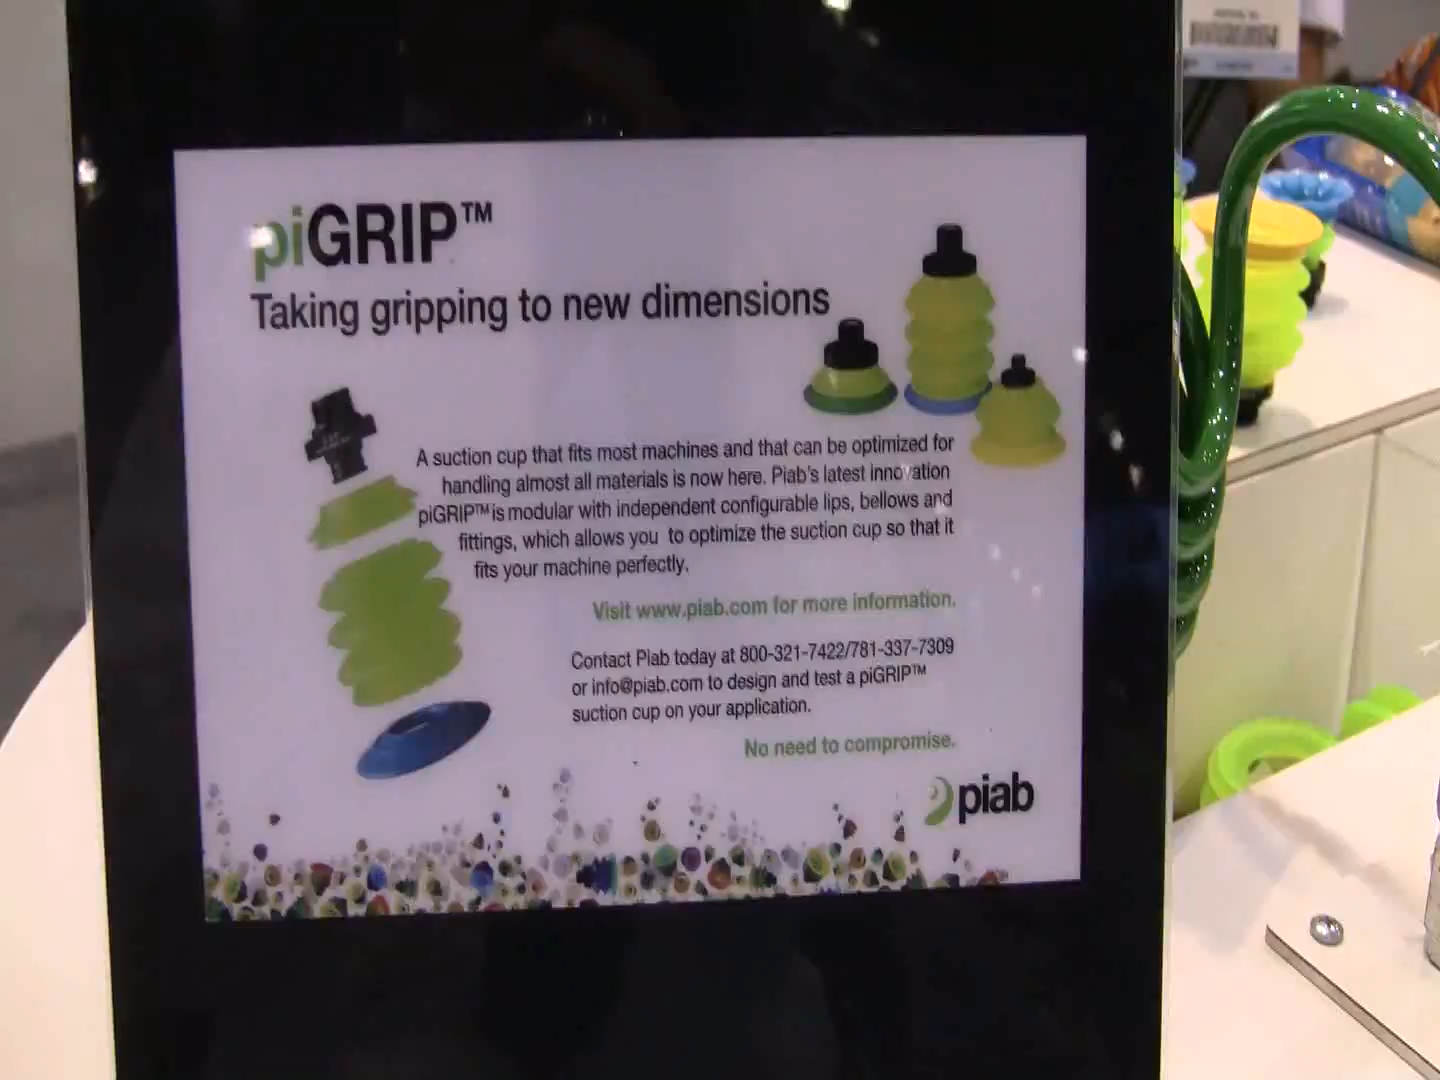 piGRIP™
Taking gripping to new dimensions
A suction cup that fits most machines and that can be optimized for
handling almost all materials is now here. Piab's latest innovation
piGRIP™ is modular with independent configurable lips, bellows and
fittings, which allows you to optimize the suction cup so that it
fits your machine perfectly.
Visit www.piab.com for more information.
Contact Piab today at 800-321-7422/781-337-7309
or info@piab.com to design and test a piGRIP™
suction cup on your application.
No need to compromise.
piab